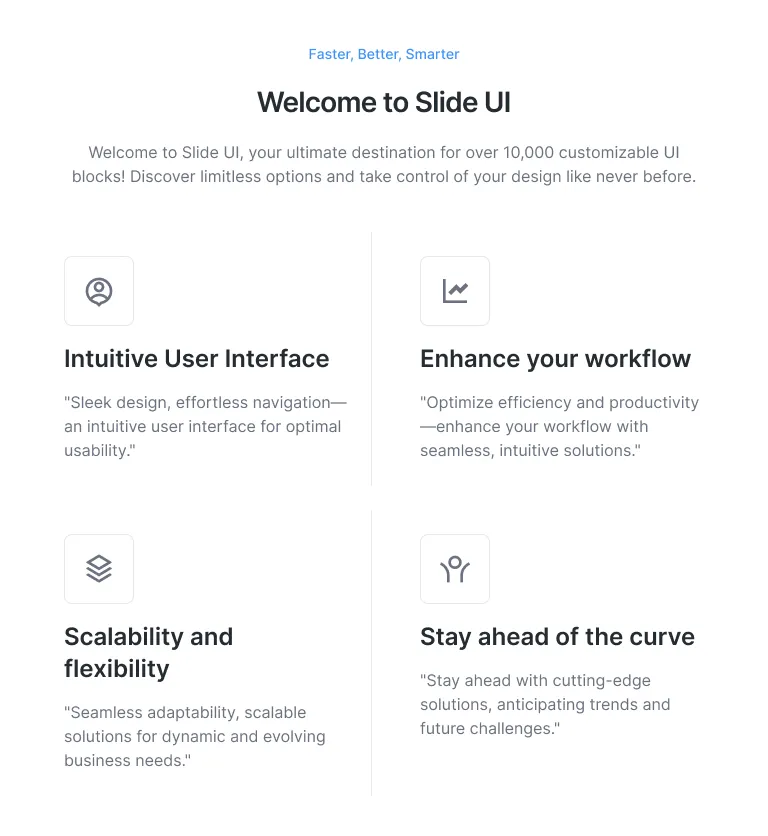 Faster, Better, Smarter
Welcome to Slide UI
Welcome to Slide UI, your ultimate destination for over 10,000 customizable UI
blocks! Discover limitless options and take control of your design like never before.
Intuitive User Interface
"Sleek design, effortless navigation—
an intuitive user interface for optimal
usability."
Enhance your workflow
"Optimize efficiency and productivity
—enhance your workflow with
seamless, intuitive solutions."
Scalability and
flexibility
"Seamless adaptability, scalable
solutions for dynamic and evolving
business needs."
Stay ahead of the curve
"Stay ahead with cutting-edge
solutions, anticipating trends and
future challenges."